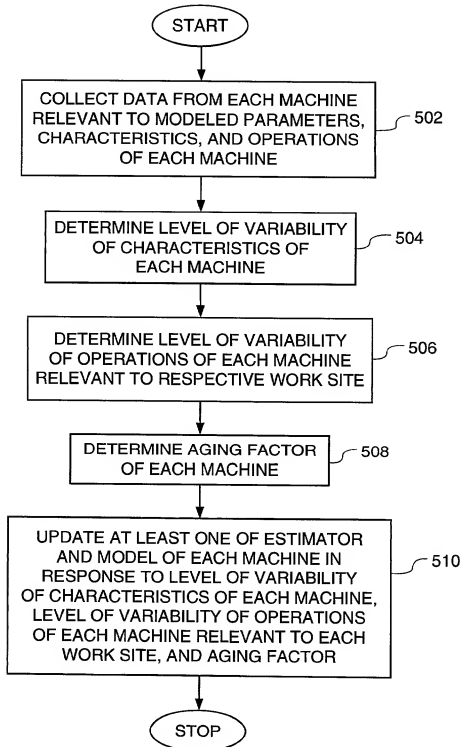 START
COLLECT DATA FROM EACH MACHINE
RELEVANT TO MODELED PARAMETERS,
CHARACTERISTICS, AND OPERATIONS
OF EACH MACHINE
502
DETERMINE LEVEL OF VARIABILITY
OF CHARACTERISTICS OF
EACH MACHINE
504
DETERMINE LEVEL OF VARIABILITY
OF OPERATIONS OF EACH MACHINE
RELEVANT TO RESPECTIVE WORK SITE
506
DETERMINE AGING FACTOR
OF EACH MACHINE
508
UPDATE AT LEAST ONE OF ESTIMATOR
AND MODEL OF EACH MACHINE IN
RESPONSE TO LEVEL OF VARIABILITY
OF CHARACTERISTICS OF EACH MACHINE,
LEVEL OF VARIABILITY OF OPERATIONS
OF EACH MACHINE RELEVANT TO EACH
WORK SITE, AND AGING FACTOR
510
STOP